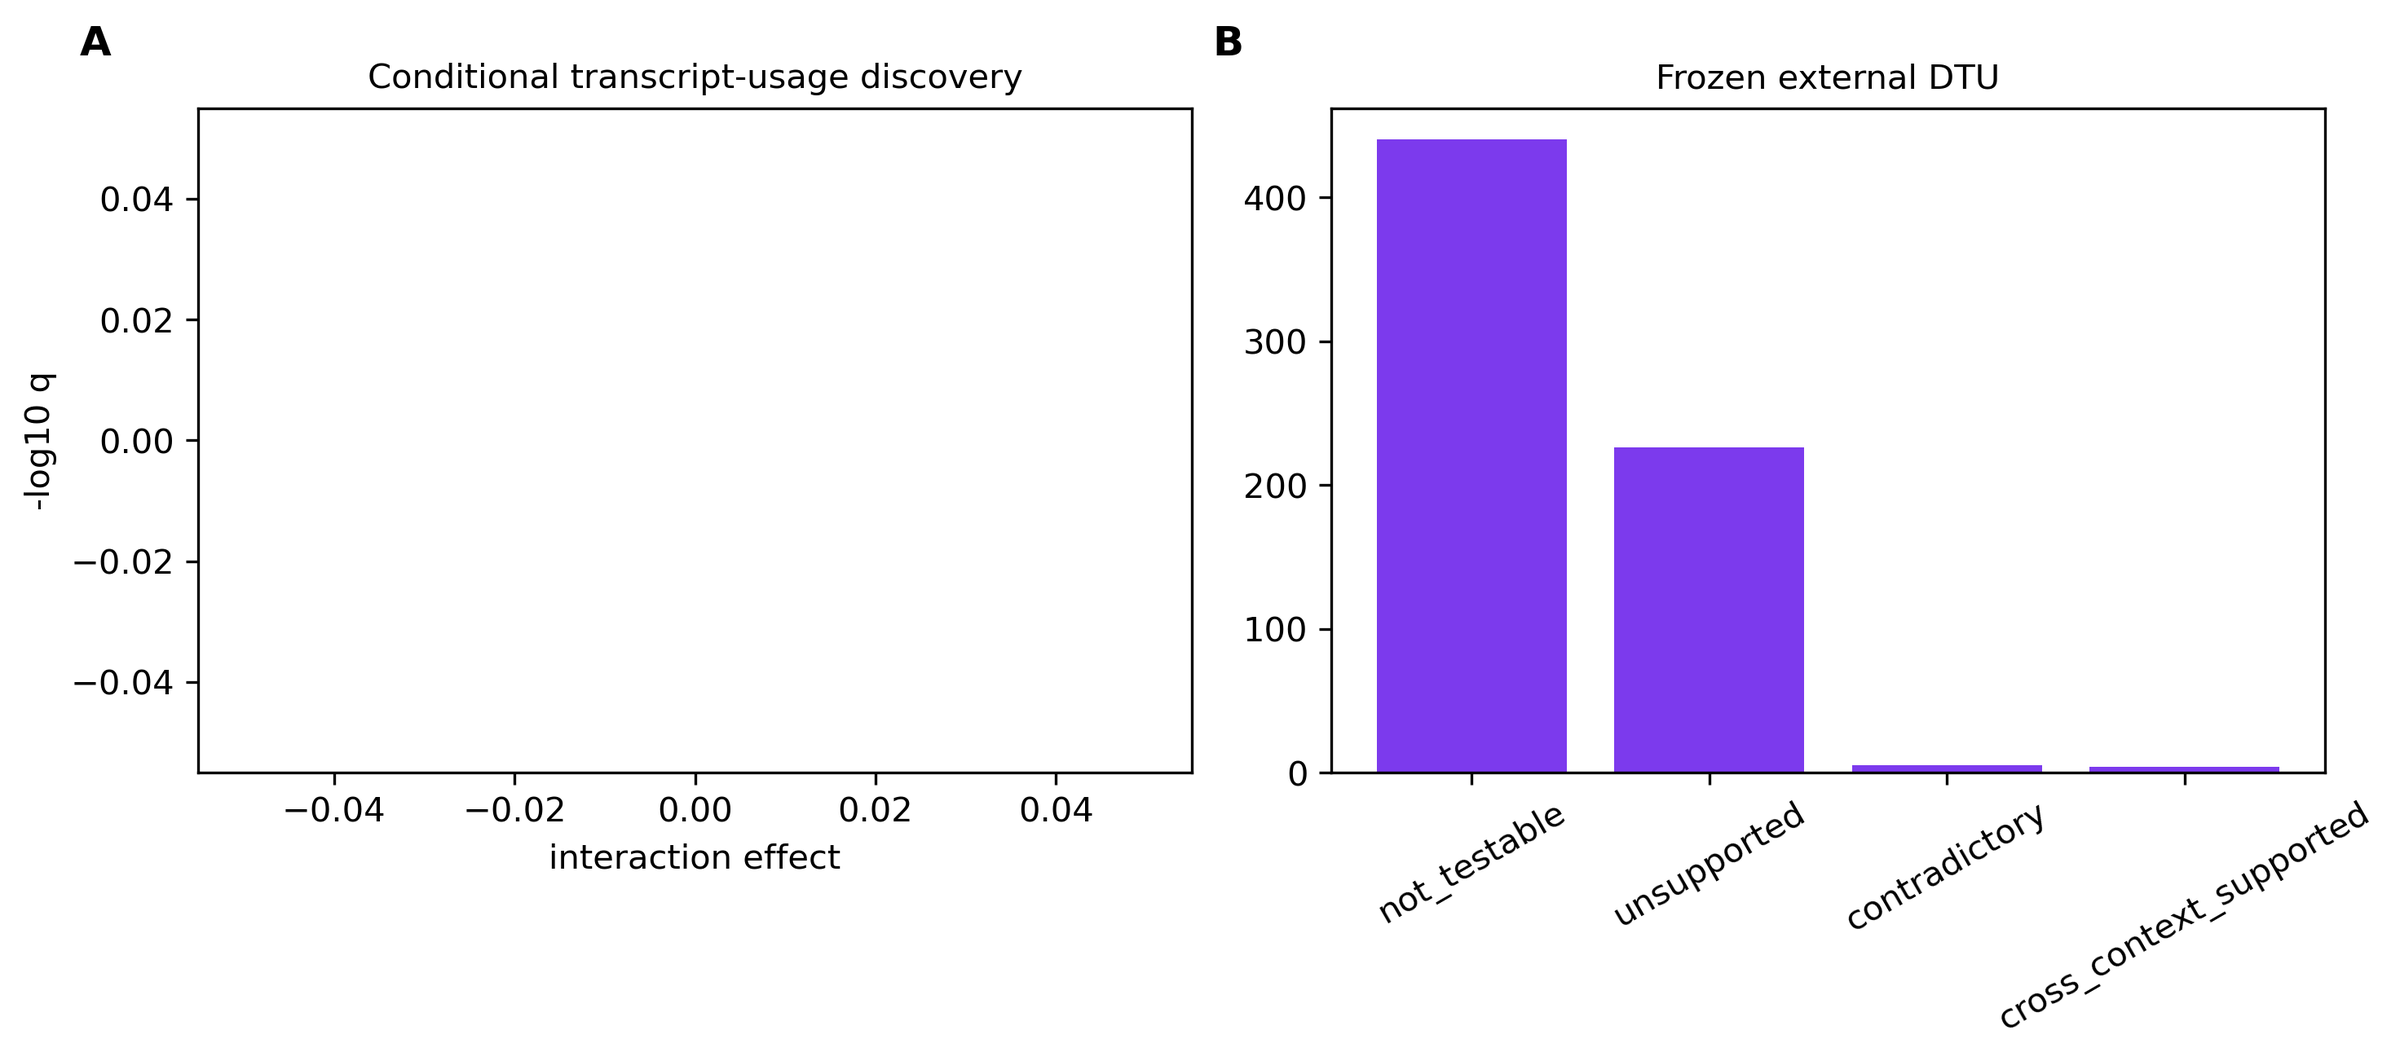 A
Conditional transcript-usage discovery
0.04
0.02
0.00
−0.02
−0.04
-log10 q
−0.04 −0.02 0.00 0.02 0.04
interaction effect
B
Frozen external DTU
400
300
200
100
0
not_testable
unsupported
contradictory
cross_context_supported